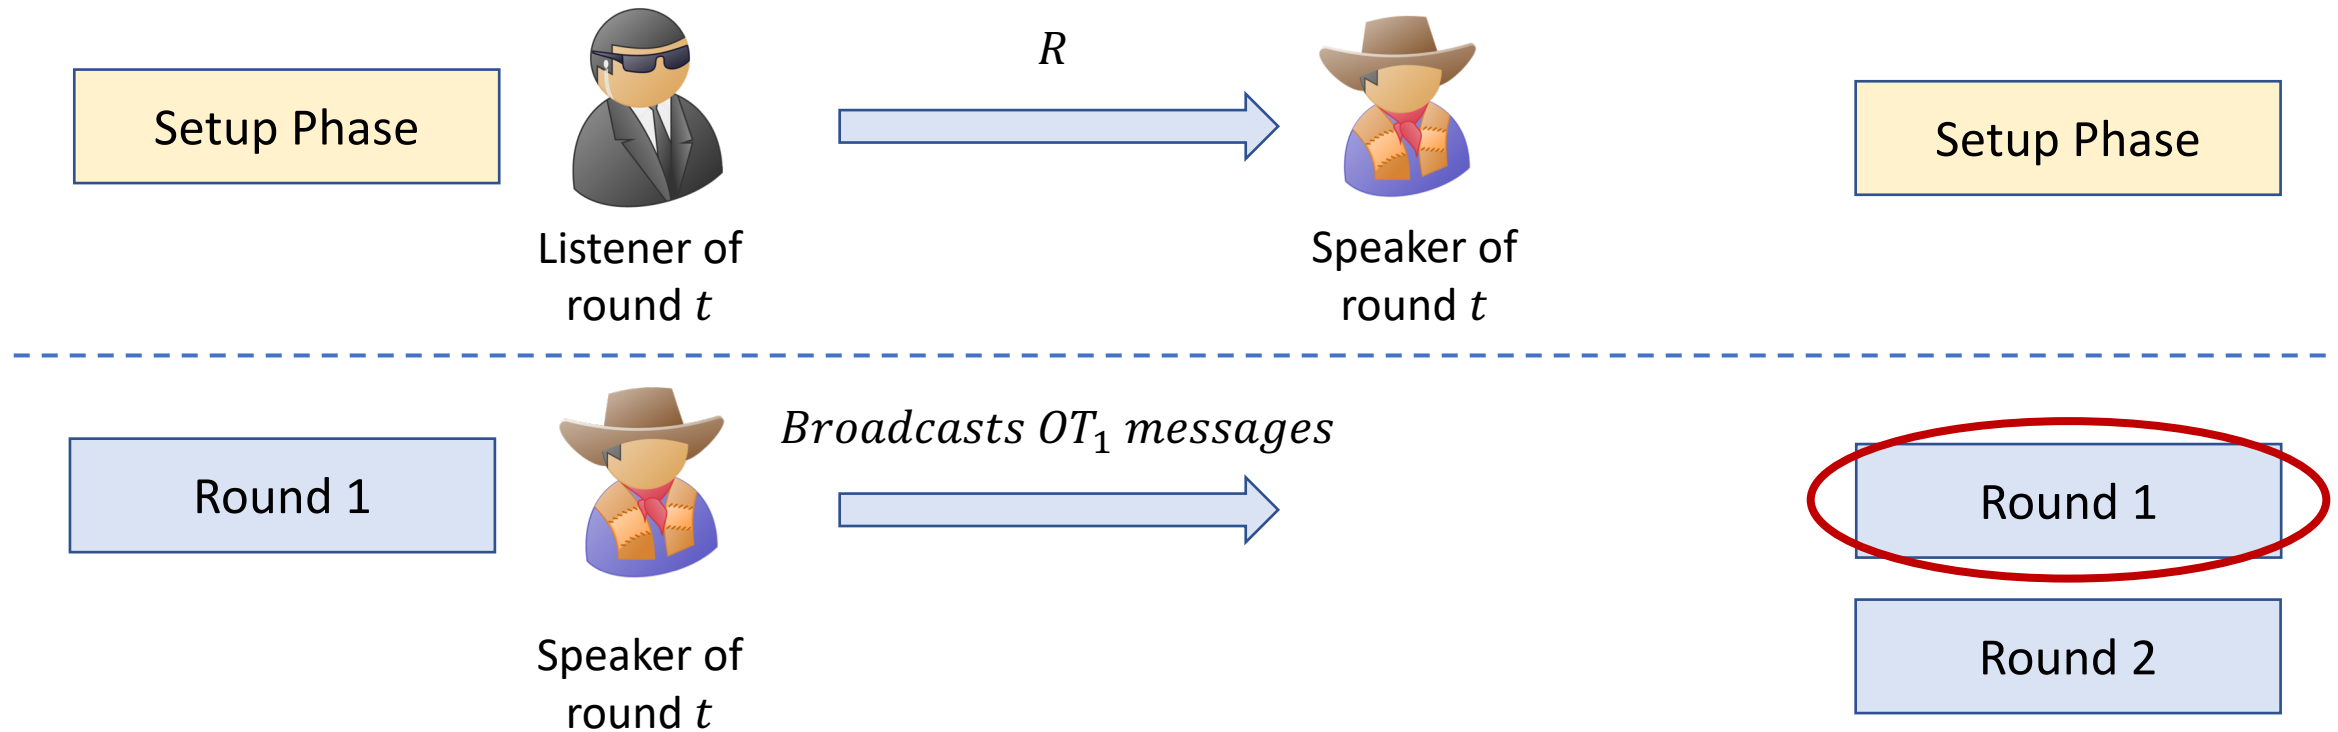 Setup Phase
R
Setup Phase
Listener of
round t
Speaker of
round t
Round 1
Broadcasts OT₁ messages
Round 1
Speaker of
round t
Round 2